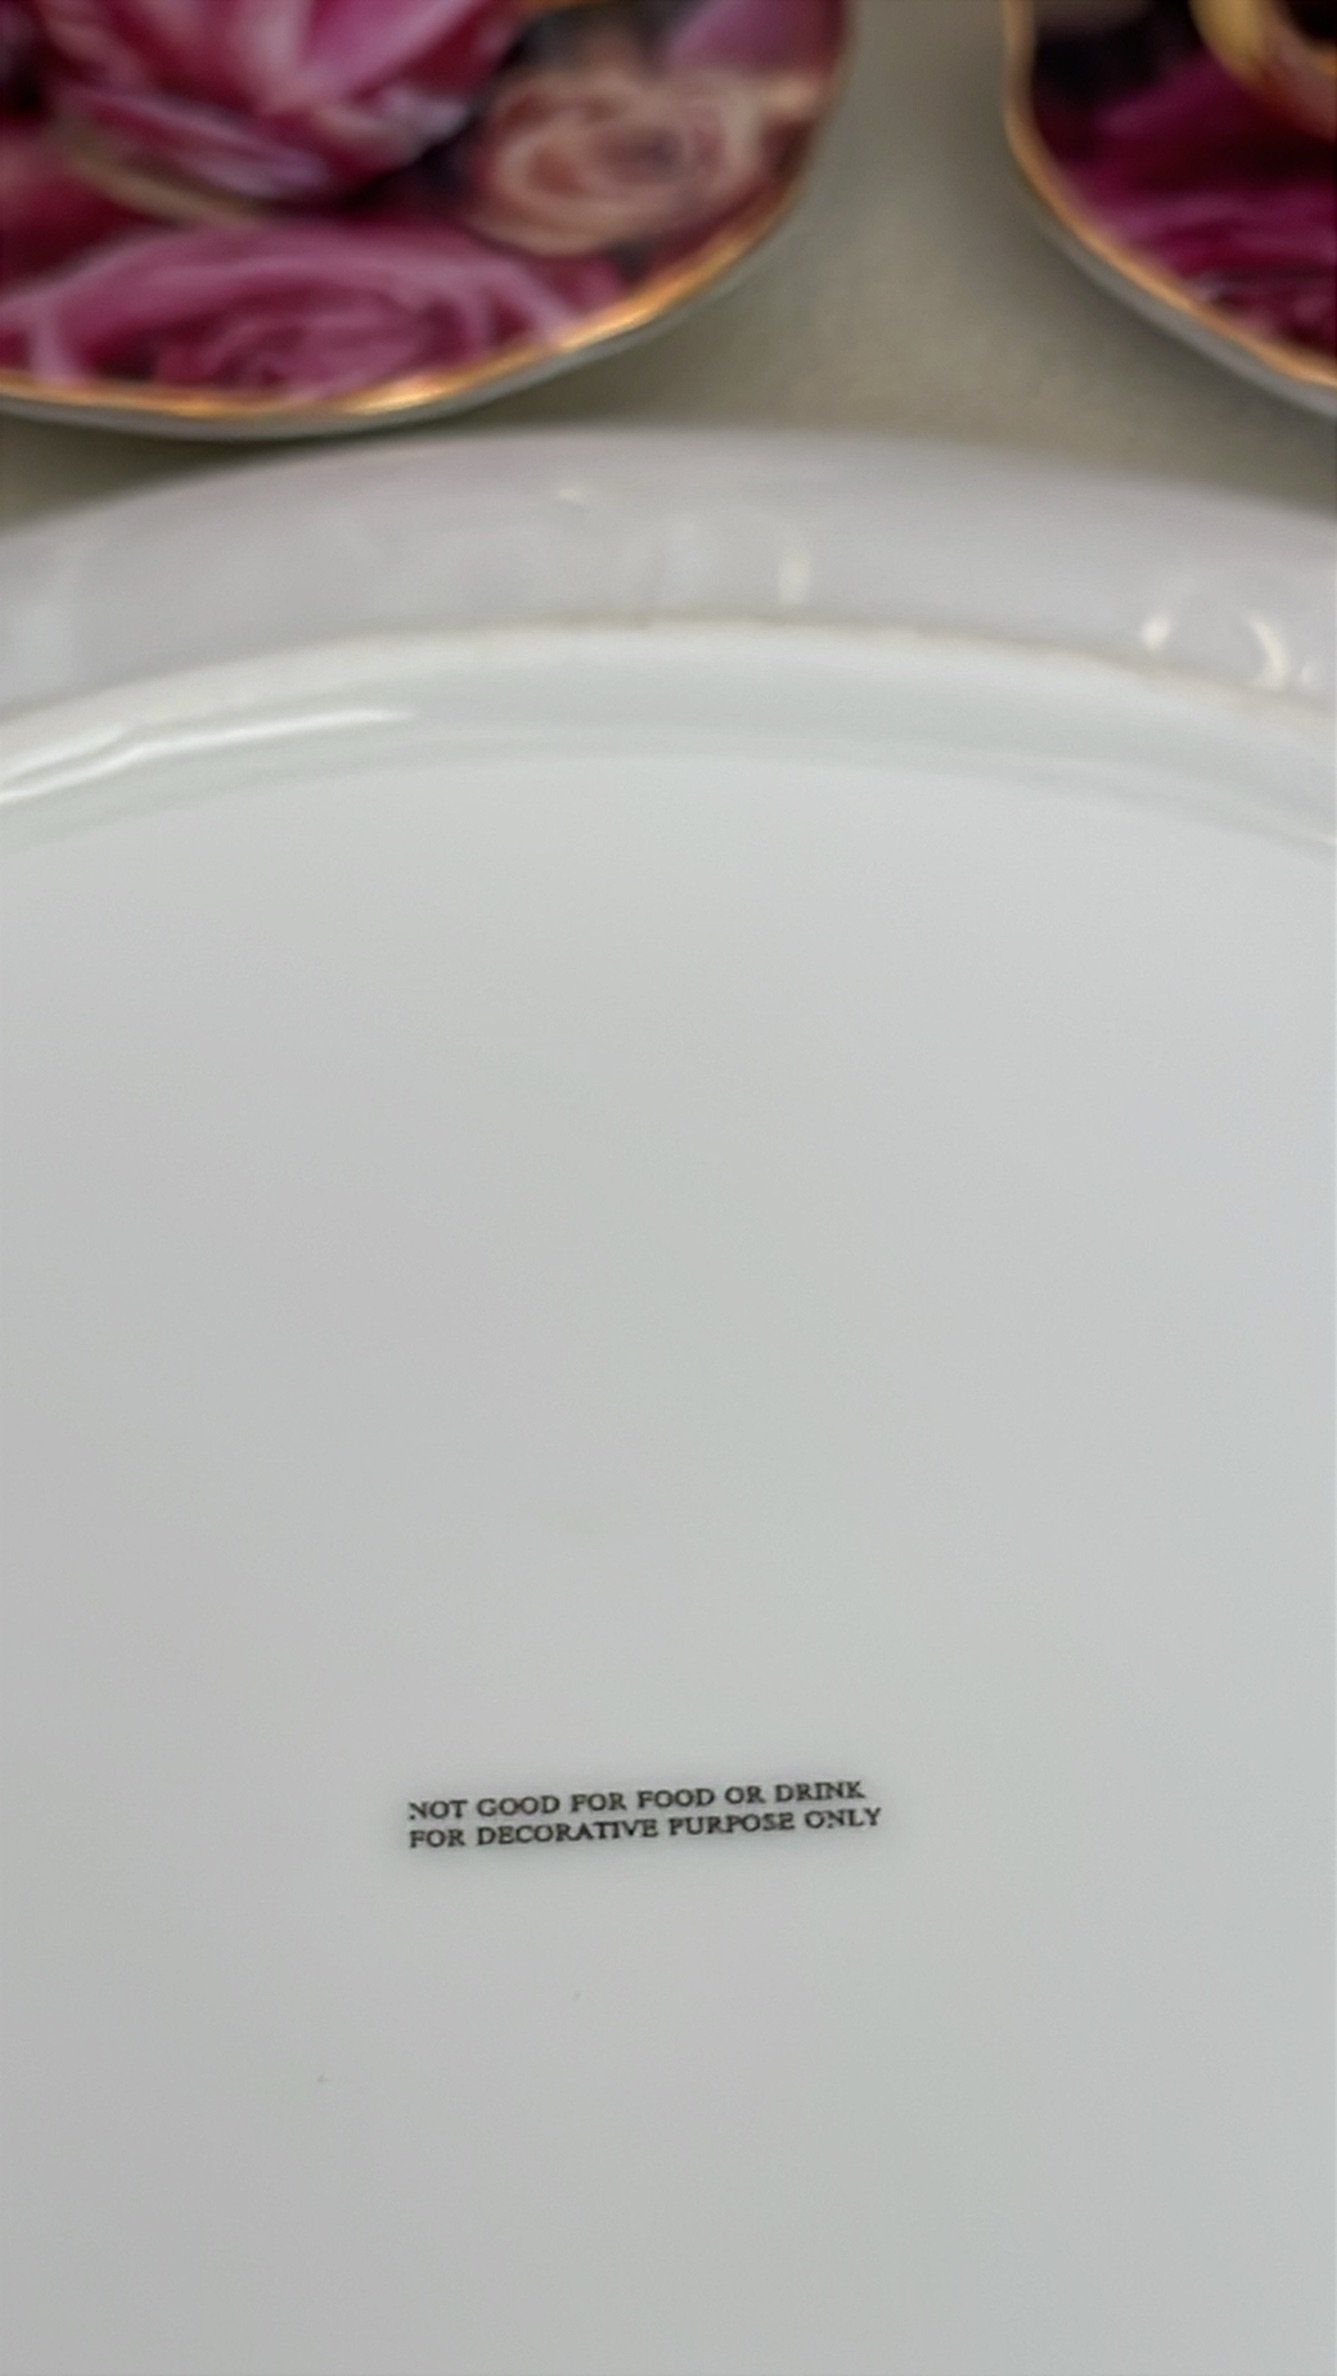 NOT GOOD FOR FOOD OR DRINK
FOR DECORATIVE PURPOSE ONLY